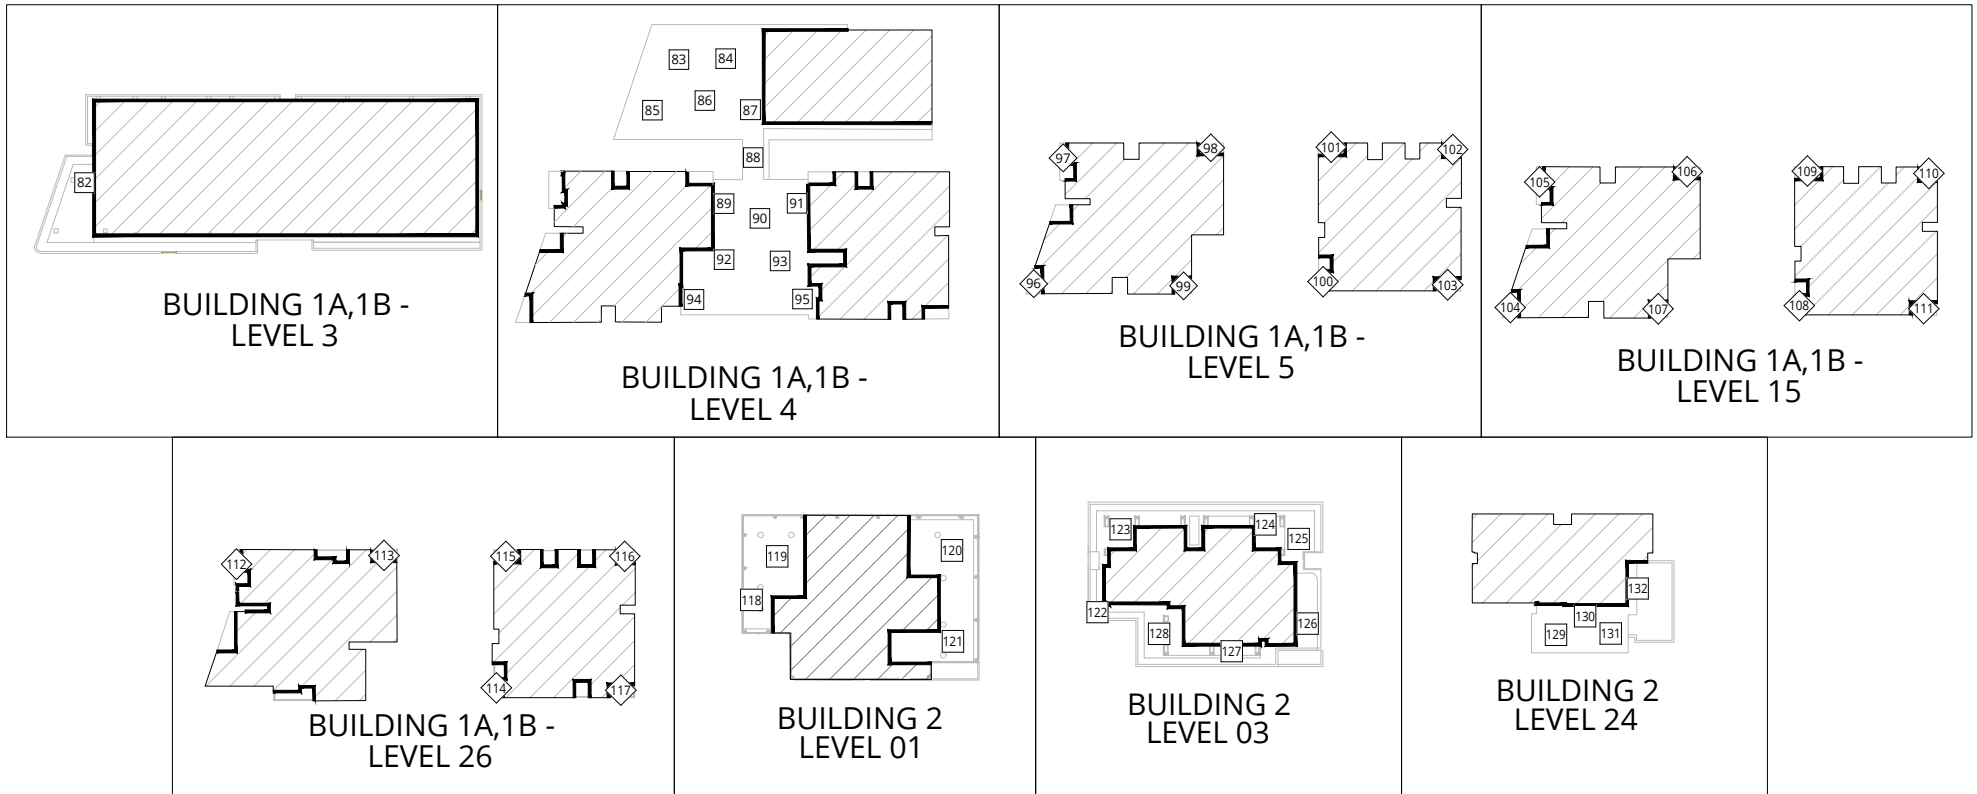 82
BUILDING 1A,1B -
LEVEL 3
83 84
85 86 87
88
89 90 91
92 93
94 95
BUILDING 1A,1B -
LEVEL 4
97 98 101 102
96 99 100 103
BUILDING 1A,1B -
LEVEL 5
105 106 109 110
104 107 108 111
BUILDING 1A,1B -
LEVEL 15
112 113 115 116
114 117
BUILDING 1A,1B -
LEVEL 26
119 120
118
121
BUILDING 2
LEVEL 01
123 124 125
122 128 127 126
BUILDING 2
LEVEL 03
132
129 130 131
BUILDING 2
LEVEL 24